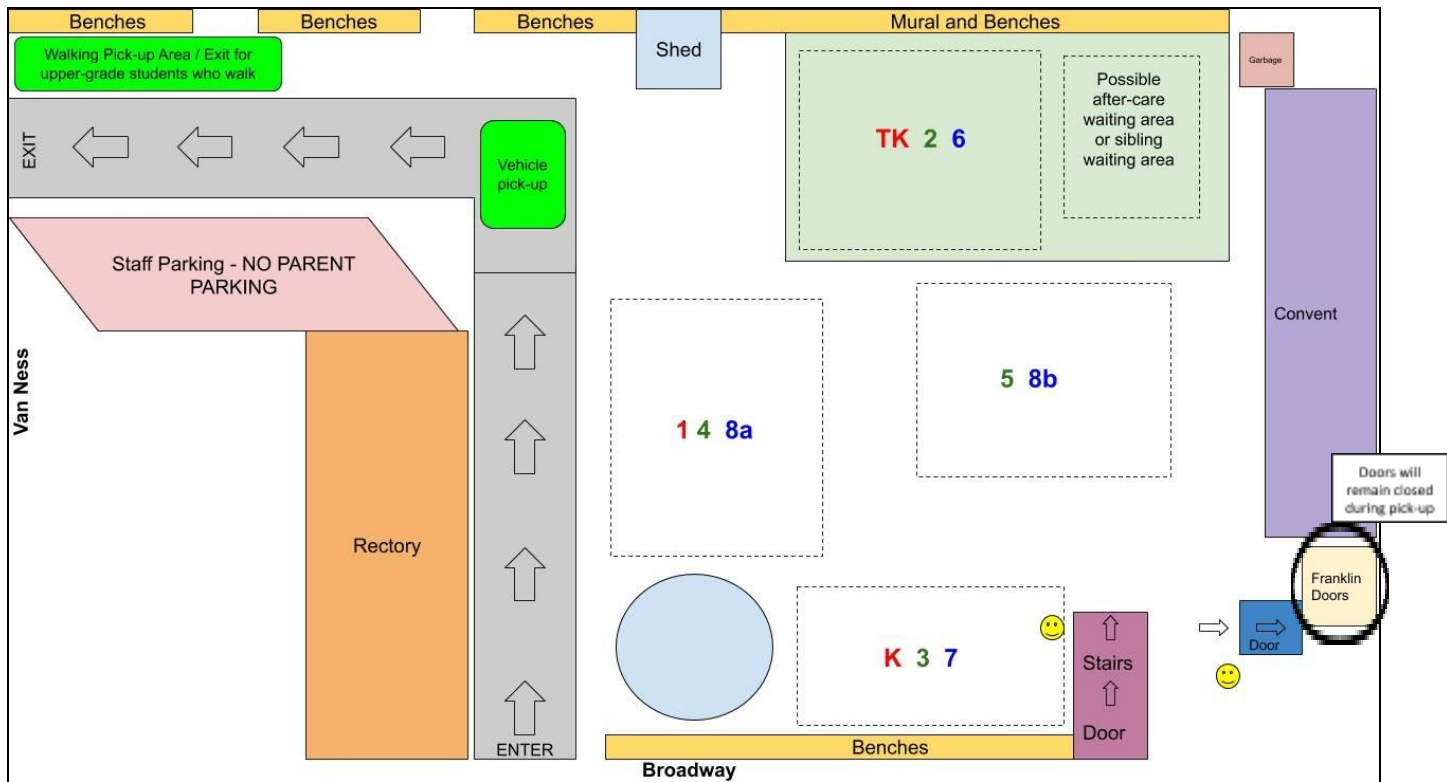 Benches
Benches
Benches
Mural and Benches
Walking Pick-up Area / Exit for
upper-grade students who walk
Shed
Garbage
Possible
after-care
waiting area
or sibling
waiting area
TK 2 6
EXIT
Vehicle
pick-up
Staff Parking - NO PARENT
PARKING
Convent
Van Ness
5 8b
1 4 8a
Doors will
remain closed
during pick-up
Rectory
Franklin
Doors
K 3 7
Stairs
Door
Door
ENTER
Benches
Broadway